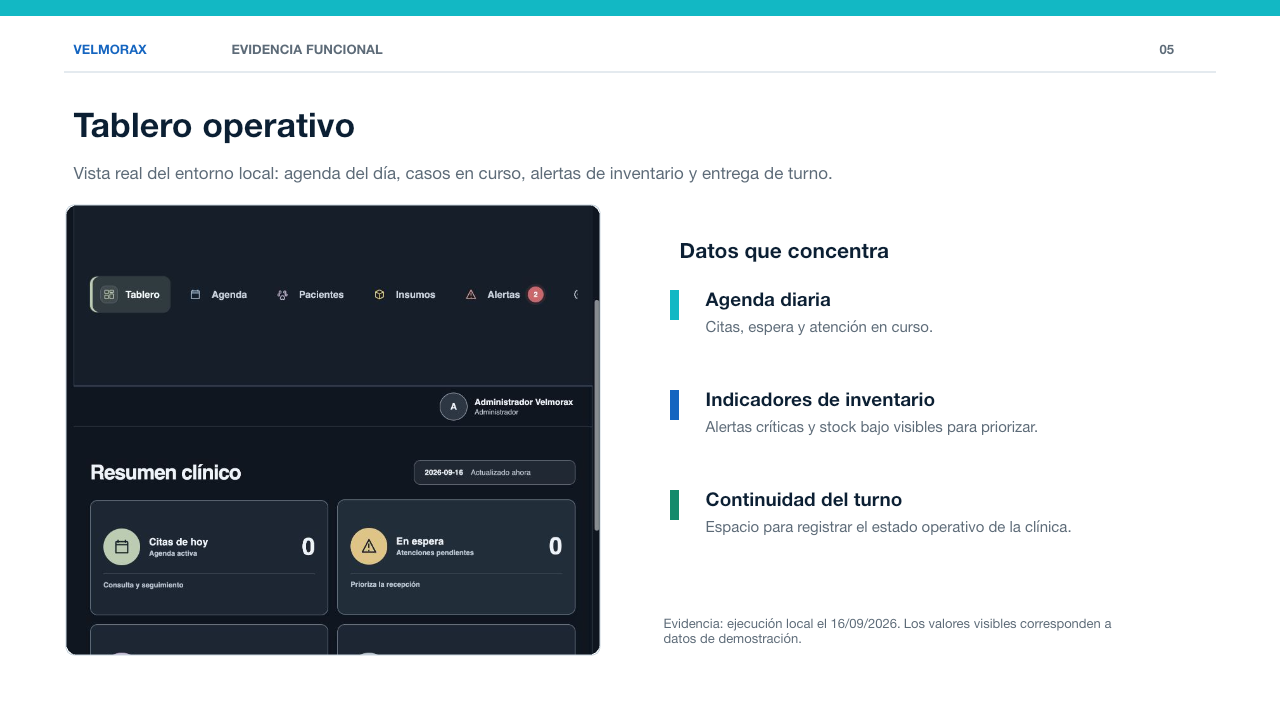 VELMORAX
EVIDENCIA FUNCIONAL
05
Tablero operativo
Vista real del entorno local: agenda del día, casos en curso, alertas de inventario y entrega de turno.
Tablero
Agenda
Pacientes
Insumos
Alertas
2
A
Administrador Velmorax
Administrador
Resumen clínico
2026-09-16
Actualizado ahora
Citas de hoy
Agenda activa
0
Consulta y seguimiento
En espera
Atenciones pendientes
0
Prioriza la recepción
Datos que concentra
Agenda diaria
Citas, espera y atención en curso.
Indicadores de inventario
Alertas críticas y stock bajo visibles para priorizar.
Continuidad del turno
Espacio para registrar el estado operativo de la clínica.
Evidencia: ejecución local el 16/09/2026. Los valores visibles corresponden a
datos de demostración.